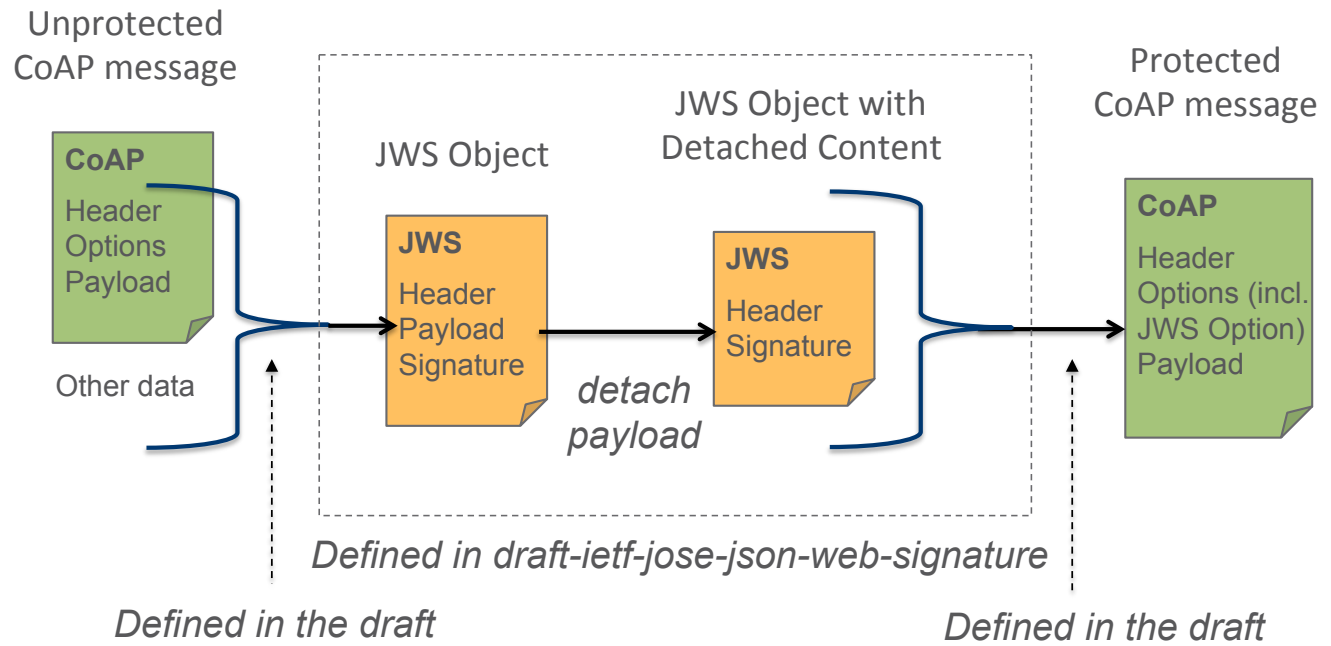 Unprotected
CoAP message
CoAP
Header
Options
Payload
Other data
JWS Object
JWS
Header
Payload
Signature
detach
payload
JWS Object with
Detached Content
JWS
Header
Signature
Protected
CoAP message
CoAP
Header
Options (incl.
JWS Option)
Payload
Defined in draft-ietf-jose-json-web-signature
Defined in the draft
Defined in the draft